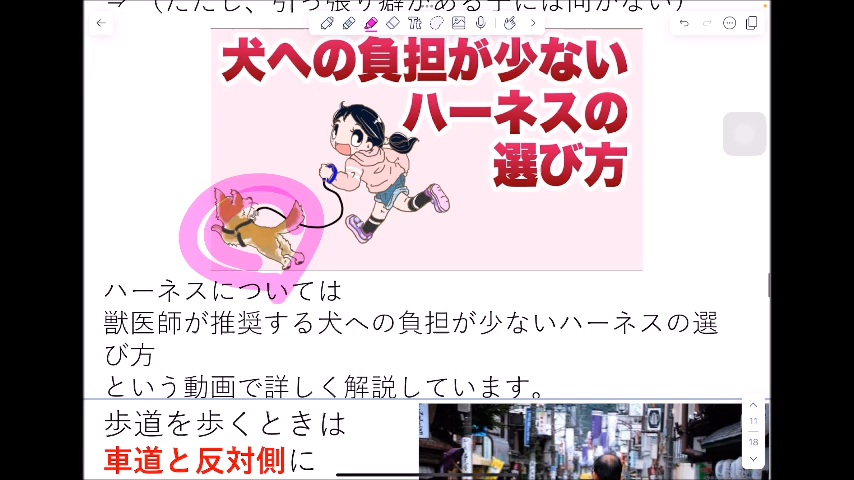 ⇒ (ただし、引っ張り癖がある子には向かない)
犬への負担が少ない
ハーネスの
選び方
ハーネスについては
獣医師が推奨する犬への負担が少ないハーネスの選
び方
という動画で詳しく解説しています。
歩道を歩くときは
車道と反対側に
11
18